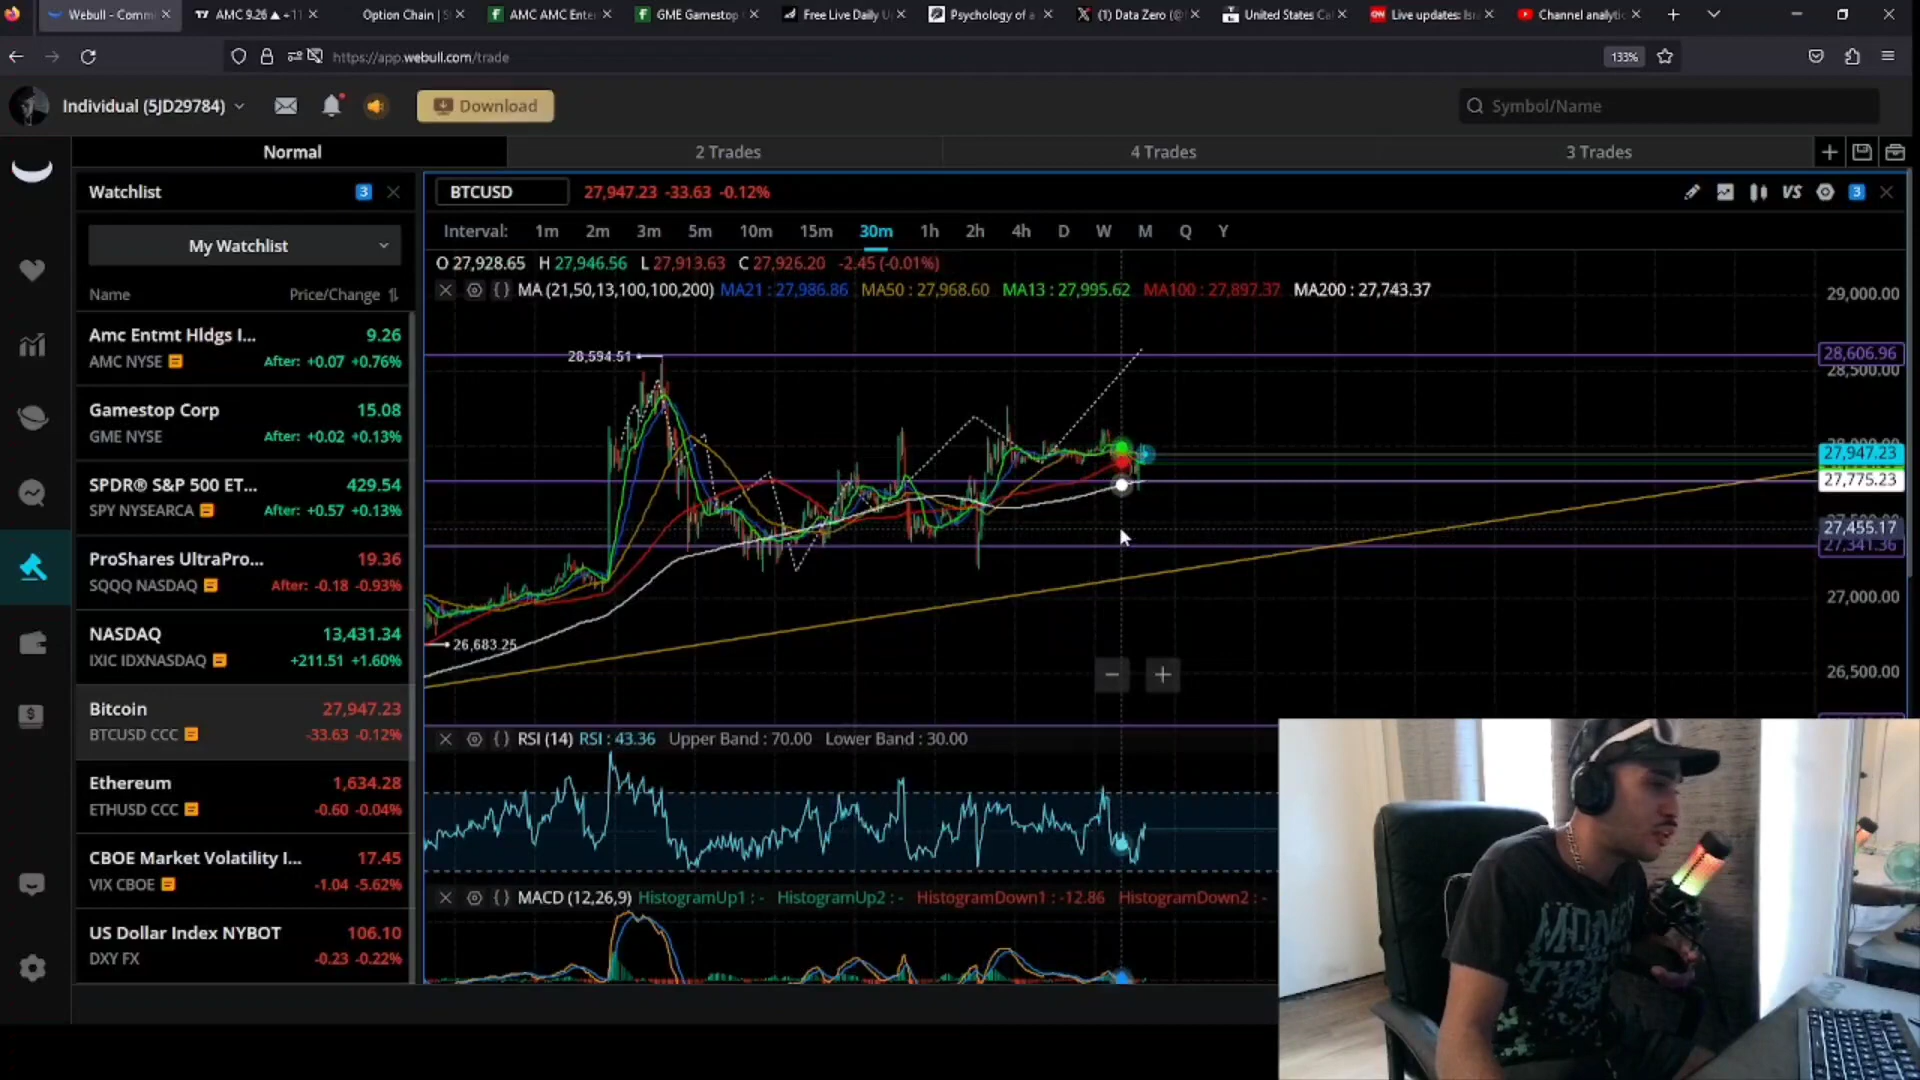 Webull - Comm
AMC 9.26 ▲ +1
Option Chain | S
AMC AMC Ente
GME Gamestop
Free Live Daily U
Psychology of a
(1) Data Zero (@
United States Ca
Live updates: Isr
Channel analytic
https://app.webull.com/trade
133%
Individual (5JD29784)
Download
Symbol/Name
Normal
2 Trades
4 Trades
3 Trades
Watchlist
3
My Watchlist
Name Price/Change
Amc Entmt Hldgs I... 9.26
AMC NYSE After: +0.07 +0.76%
Gamestop Corp 15.08
GME NYSE After: +0.02 +0.13%
SPDR® S&P 500 ET... 429.54
SPY NYSEARCA After: +0.57 +0.13%
ProShares UltraPro... 19.36
SQQQ NASDAQ After: -0.18 -0.93%
NASDAQ 13,431.34
IXIC IDXNASDAQ +211.51 +1.60%
Bitcoin 27,947.23
BTCUSD CCC -33.63 -0.12%
Ethereum 1,634.28
ETHUSD CCC -0.60 -0.04%
CBOE Market Volatility I... 17.45
VIX CBOE -1.04 -5.62%
US Dollar Index NYBOT 106.10
DXY FX -0.23 -0.22%
BTCUSD 27,947.23 -33.63 -0.12%
VS
3
Interval: 1m 2m 3m 5m 10m 15m 30m 1h 2h 4h D W M Q Y
O 27,928.65 H 27,946.56 L 27,913.63 C 27,926.20 -2.45 (-0.01%)
MA (21,50,13,100,100,200) MA21 : 27,986.86 MA50 : 27,968.60 MA13 : 27,995.62 MA100 : 27,897.37 MA200 : 27,743.37
29,000.00
28,594.51
28,606.96
28,500.00
28,000.00
27,947.23
27,775.23
27,455.17
27,341.36
27,000.00
26,683.25
26,500.00
RSI (14) RSI : 43.36 Upper Band : 70.00 Lower Band : 30.00
MACD (12,26,9) HistogramUp1 : - HistogramUp2 : - HistogramDown1 : -12.86 HistogramDown2 : -